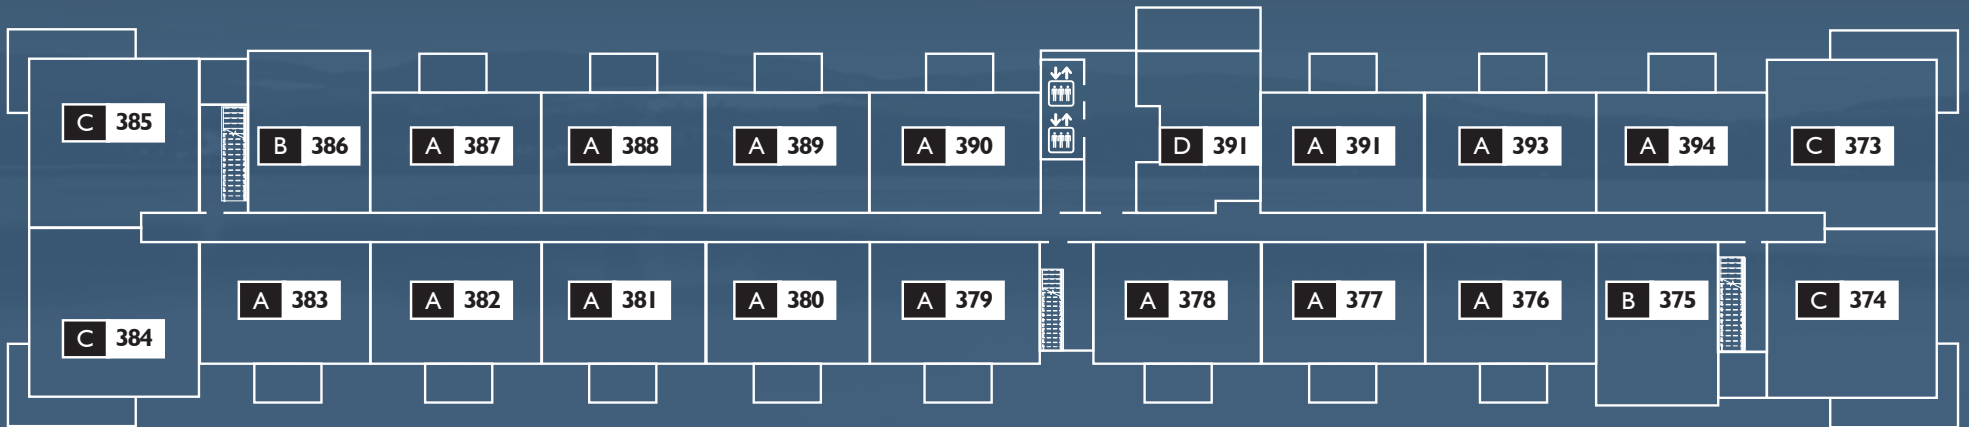 C 385
B 386
A 387
A 388
A 389
A 390
D 391
A 391
A 393
A 394
C 373
C 384
A 383
A 382
A 381
A 380
A 379
A 378
A 377
A 376
B 375
C 374